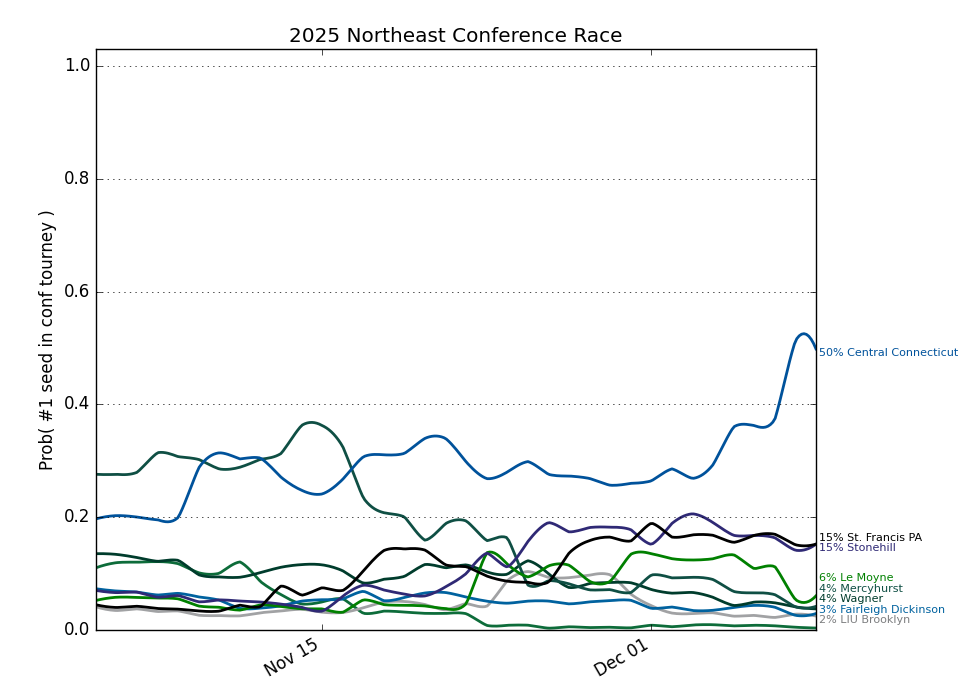 2025 Northeast Conference Race
Prob( #1 seed in conf tourney )
1.0
0.8
0.6
0.4
0.2
0.0
Nov 15
Dec 01
50% Central Connecticut
15% St. Francis PA
15% Stonehill
6% Le Moyne
4% Mercyhurst
4% Wagner
3% Fairleigh Dickinson
2% LIU Brooklyn